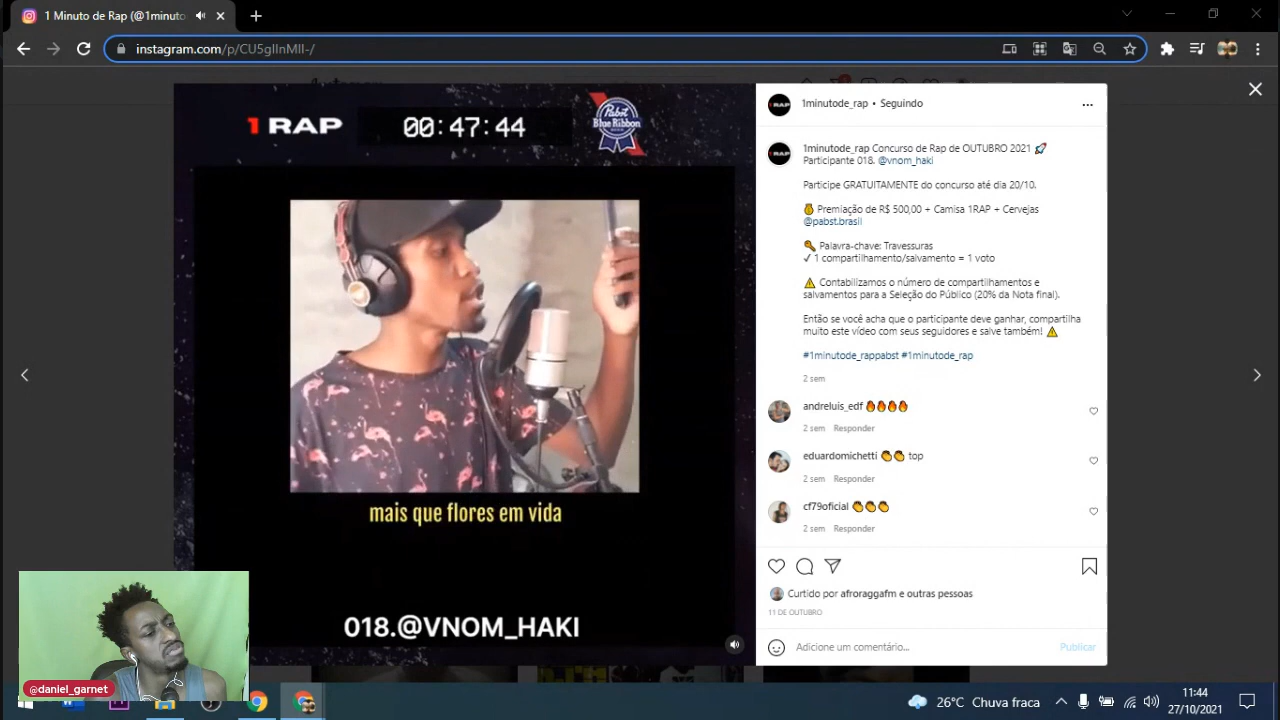 1 Minuto de Rap (@1minuto
instagram.com/p/CU5gIInMIl-/
1 RAP
00:47:44
Pabst
Blue Ribbon
mais que flores em vida
018.@VNOM_HAKI
@daniel_garnet
1minutode_rap • Seguindo
1minutode_rap Concurso de Rap de OUTUBRO 2021 🚀
Participante 018. @vnom_haki
Participe GRATUITAMENTE do concurso até dia 20/10.
🏅 Premiação de R$ 500,00 + Camisa 1RAP + Cervejas
@pabst.brasil
🔑 Palavra-chave: Travessuras
✓ 1 compartilhamento/salvamento = 1 voto
⚠ Contabilizamos o número de compartilhamentos e
salvamentos para a Seleção do Público (20% da Nota final).
Então se você acha que o participante deve ganhar, compartilha
muito este vídeo com seus seguidores e salve também! ⚠
#1minutode_rappabst #1minutode_rap
2 sem
andreluis_edf 🔥🔥🔥🔥
2 sem Responder
eduardomichetti 👏👏 top
2 sem Responder
cf79oficial 👏👏👏
2 sem Responder
Curtido por afroraggafm e outras pessoas
11 DE OUTUBRO
Adicione um comentário... Publicar
26°C Chuva fraca
11:44
27/10/2021